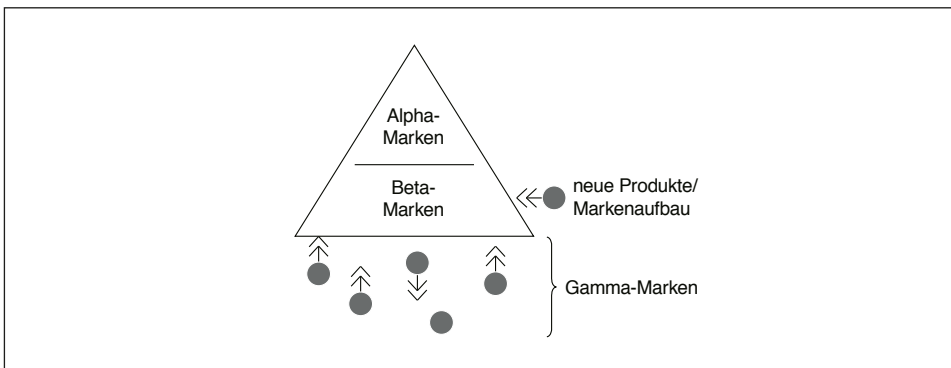 Alpha-
Marken
Beta-
Marken
neue Produkte/
Markenaufbau
Gamma-Marken